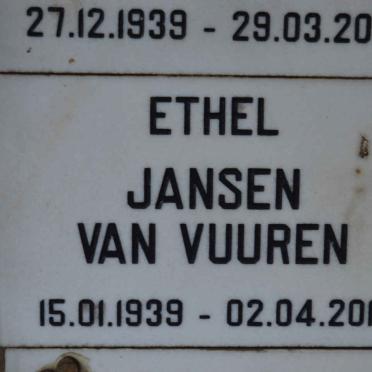 27.12.1939 - 29.03.20
ETHEL
JANSEN
VAN VUUREN
15.01.1939 - 02.04.20